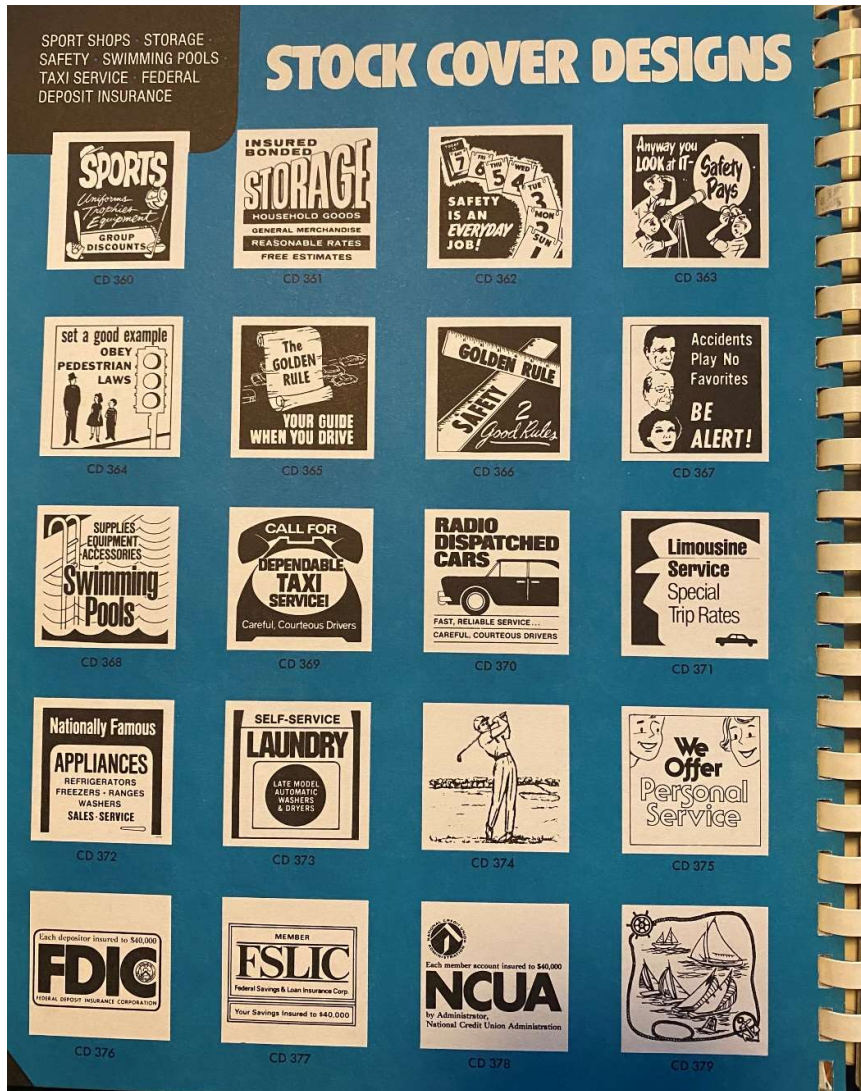 SPORT SHOPS · STORAGE ·
SAFETY · SWIMMING POOLS ·
TAXI SERVICE · FEDERAL
DEPOSIT INSURANCE
STOCK COVER DESIGNS
SPORTS
Uniforms
Trophies
Equipment
GROUP
DISCOUNTS
CD 360
INSURED
BONDED
STORAGE
HOUSEHOLD GOODS
GENERAL MERCHANDISE
REASONABLE RATES
FREE ESTIMATES
CD 361
TODAY IS
7
FRI
6
THU
5
WED
4
TUE
3
MON
2
SUN
1
SAFETY
IS AN
EVERYDAY
JOB!
CD 362
Anyway you
LOOK at IT-
Safety
Pays
CD 363
set a good example
OBEY
PEDESTRIAN
LAWS
CD 364
The
GOLDEN
RULE
YOUR GUIDE
WHEN YOU DRIVE
CD 365
GOLDEN RULE
SAFETY
2
Good Rules
CD 366
Accidents
Play No
Favorites
BE
ALERT!
CD 367
SUPPLIES
EQUIPMENT
ACCESSORIES
Swimming
Pools
CD 368
CALL FOR
DEPENDABLE
TAXI
SERVICE!
Careful, Courteous Drivers
CD 369
RADIO
DISPATCHED
CARS
FAST, RELIABLE SERVICE...
CAREFUL, COURTEOUS DRIVERS
CD 370
Limousine
Service
Special
Trip Rates
CD 371
Nationally Famous
APPLIANCES
REFRIGERATORS
FREEZERS · RANGES
WASHERS
SALES · SERVICE
CD 372
SELF-SERVICE
LAUNDRY
LATE MODEL
AUTOMATIC
WASHERS
& DRYERS
CD 373
CD 374
We
Offer
Personal
Service
CD 375
Each depositor insured to $40,000
FDIC
FEDERAL DEPOSIT INSURANCE CORPORATION
CD 376
MEMBER
FSLIC
Federal Savings & Loan Insurance Corp.
Your Savings Insured to $40,000
CD 377
NATIONAL CREDIT UNION
ADMINISTRATION
Each member account insured to $40,000
NCUA
by Administrator,
National Credit Union Administration
CD 378
CD 379